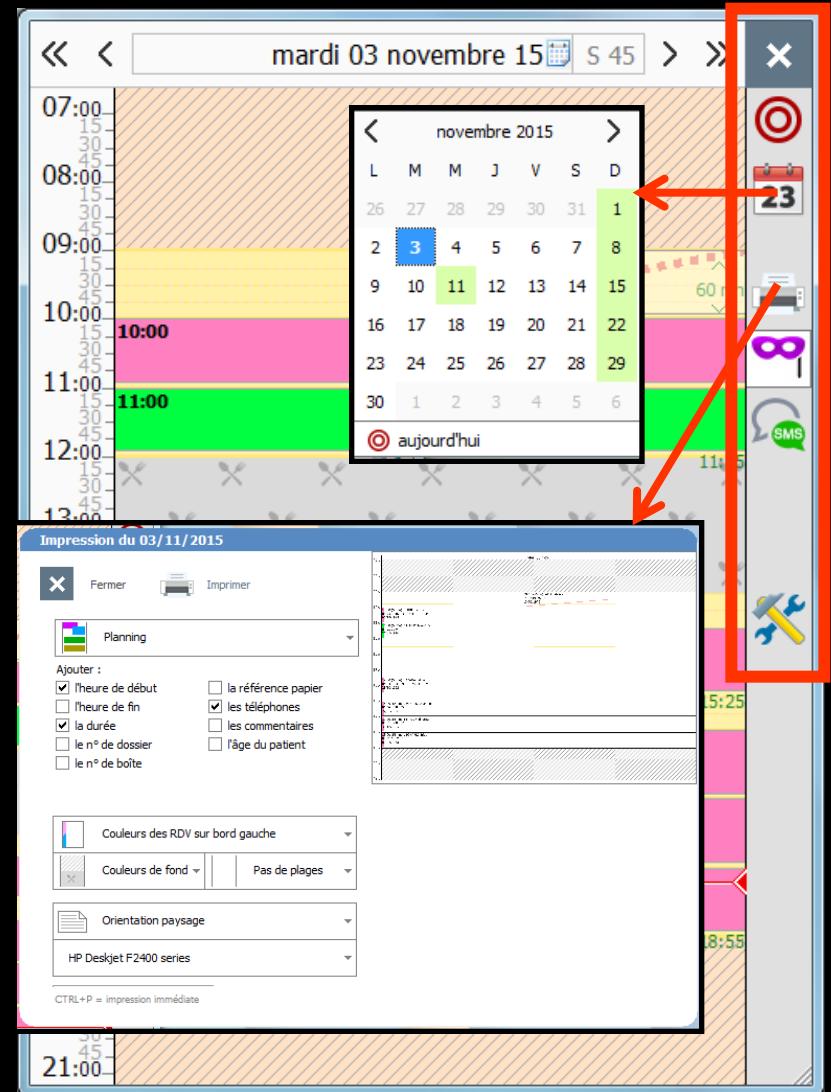 mardi 03 novembre 15 S 45
07:00
15
30
45
08:00
15
30
45
09:00
15
30
45
10:00
15
30
45
11:00
15
30
45
12:00
15
30
45
13:00
10:00
11:00
60
23
SMS
novembre 2015
L M M J V S D
26 27 28 29 30 31 1
2 3 4 5 6 7 8
9 10 11 12 13 14 15
16 17 18 19 20 21 22
23 24 25 26 27 28 29
30 1 2 3 4 5 6
aujourd'hui
Impression du 03/11/2015
Fermer Imprimer
Planning
Ajouter :
l'heure de début la référence papier
l'heure de fin les téléphones
la durée les commentaires
le n° de dossier l'âge du patient
le n° de boîte
Couleurs des RDV sur bord gauche
Couleurs de fond Pas de plages
Orientation paysage
HP Deskjet F2400 series
CTRL+P = impression immédiate
15:25
18:55
45
21:00